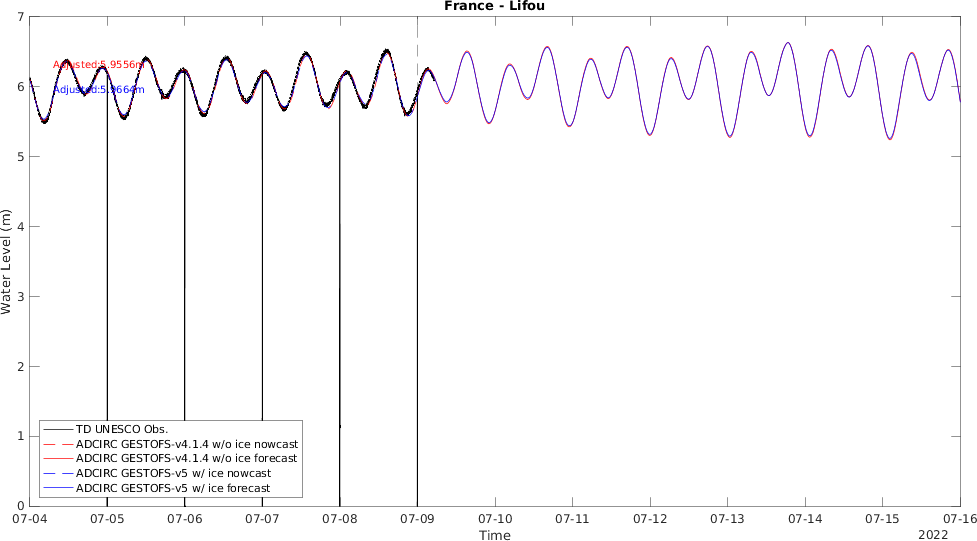 France - Lifou
7
6
5
4
3
2
1
0
Water Level (m)
Adjusted:5.9556m
Adjusted:5.9664m
TD UNESCO Obs.
ADCIRC GESTOFS-v4.1.4 w/o ice nowcast
ADCIRC GESTOFS-v4.1.4 w/o ice forecast
ADCIRC GESTOFS-v5 w/ ice nowcast
ADCIRC GESTOFS-v5 w/ ice forecast
07-04 07-05 07-06 07-07 07-08 07-09 07-10 07-11 07-12 07-13 07-14 07-15 07-16
Time
2022